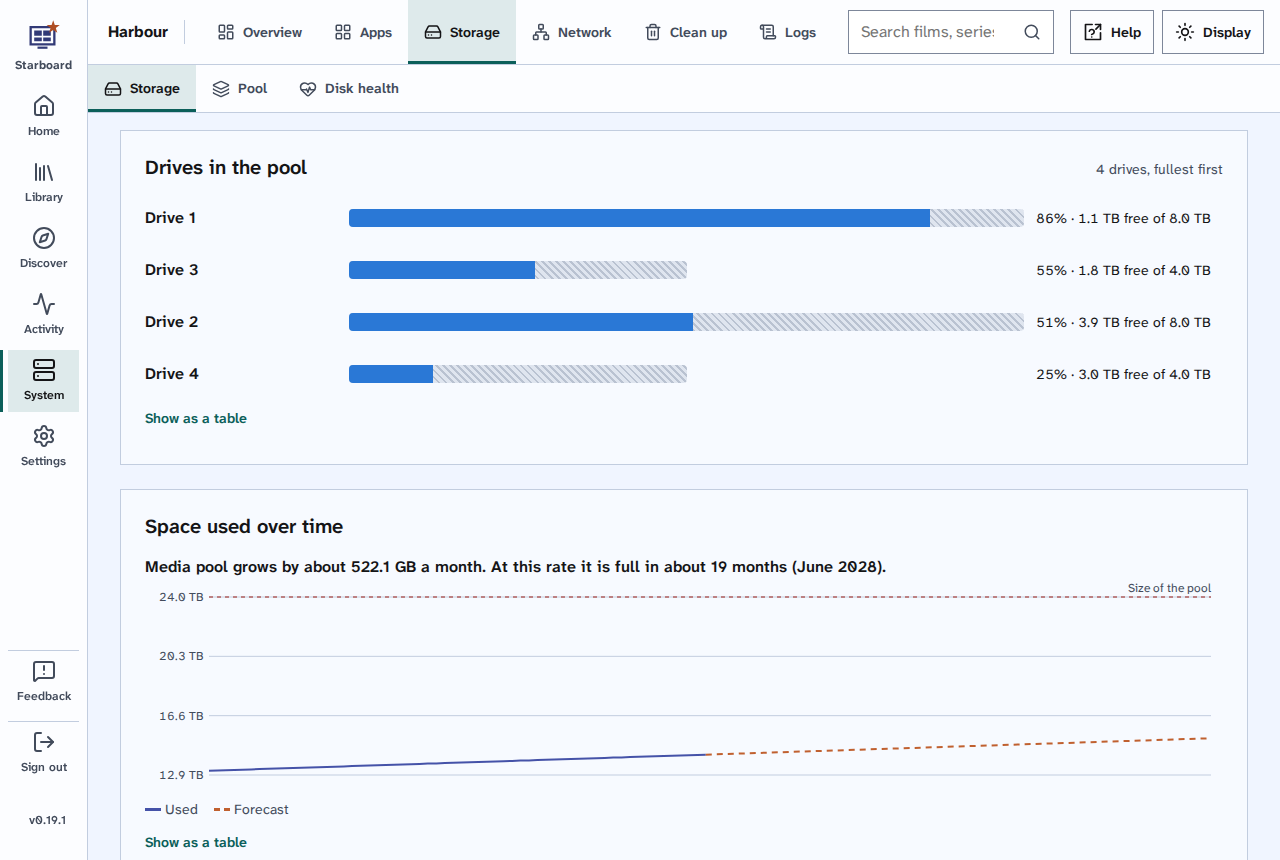 Starboard
Home
Library
Discover
Activity
System
Settings
Feedback
Sign out
v0.19.1
Harbour
Overview
Apps
Storage
Network
Clean up
Logs
Search films, series
Help
Display
Storage
Pool
Disk health
Drives in the pool
4 drives, fullest first
Drive 1
86% · 1.1 TB free of 8.0 TB
Drive 3
55% · 1.8 TB free of 4.0 TB
Drive 2
51% · 3.9 TB free of 8.0 TB
Drive 4
25% · 3.0 TB free of 4.0 TB
Show as a table
Space used over time
Media pool grows by about 522.1 GB a month. At this rate it is full in about 19 months (June 2028).
Size of the pool
24.0 TB
20.3 TB
16.6 TB
12.9 TB
Used
Forecast
Show as a table